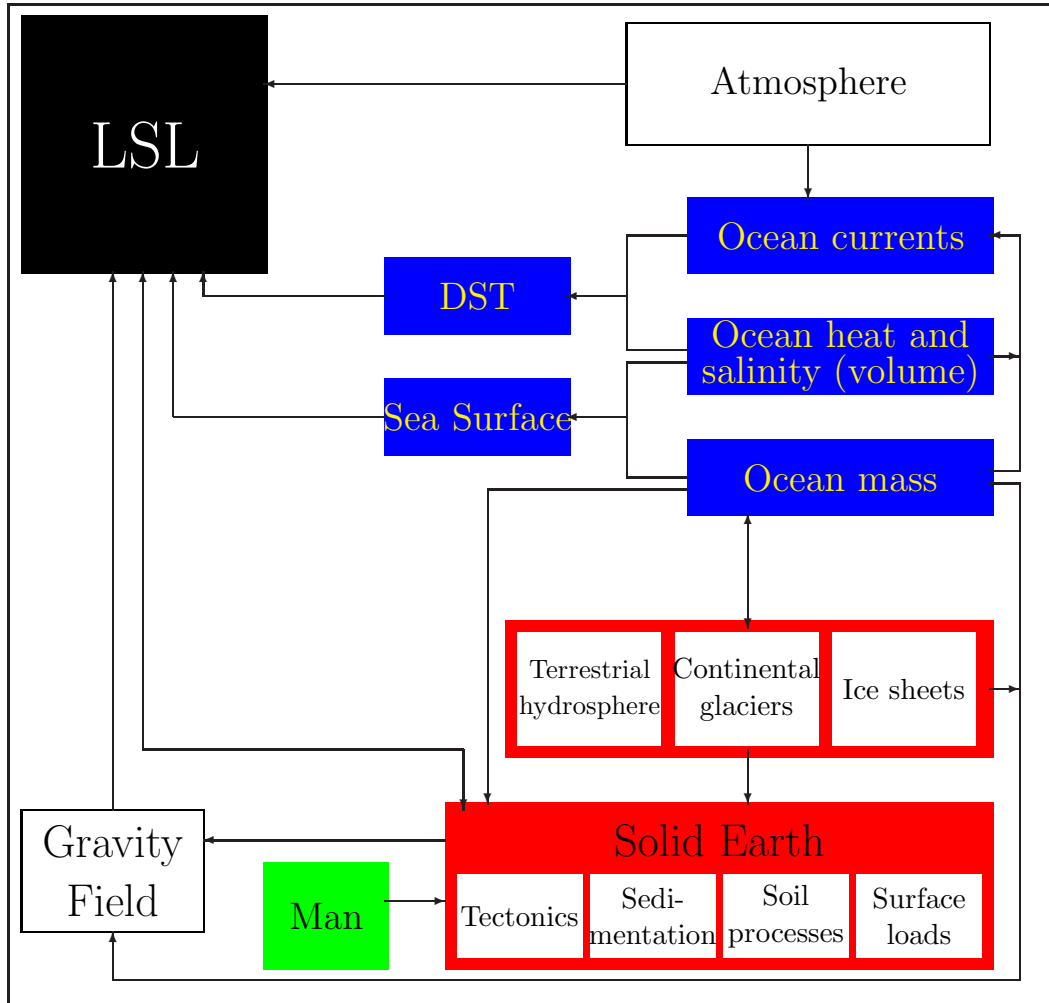 LSL
Atmosphere
Ocean currents
DST
Ocean heat and
salinity (volume)
Sea Surface
Ocean mass
Terrestrial
hydrosphere
Continental
glaciers
Ice sheets
Gravity
Field
Man
Solid Earth
Tectonics
Sedi-
mentation
Soil
processes
Surface
loads